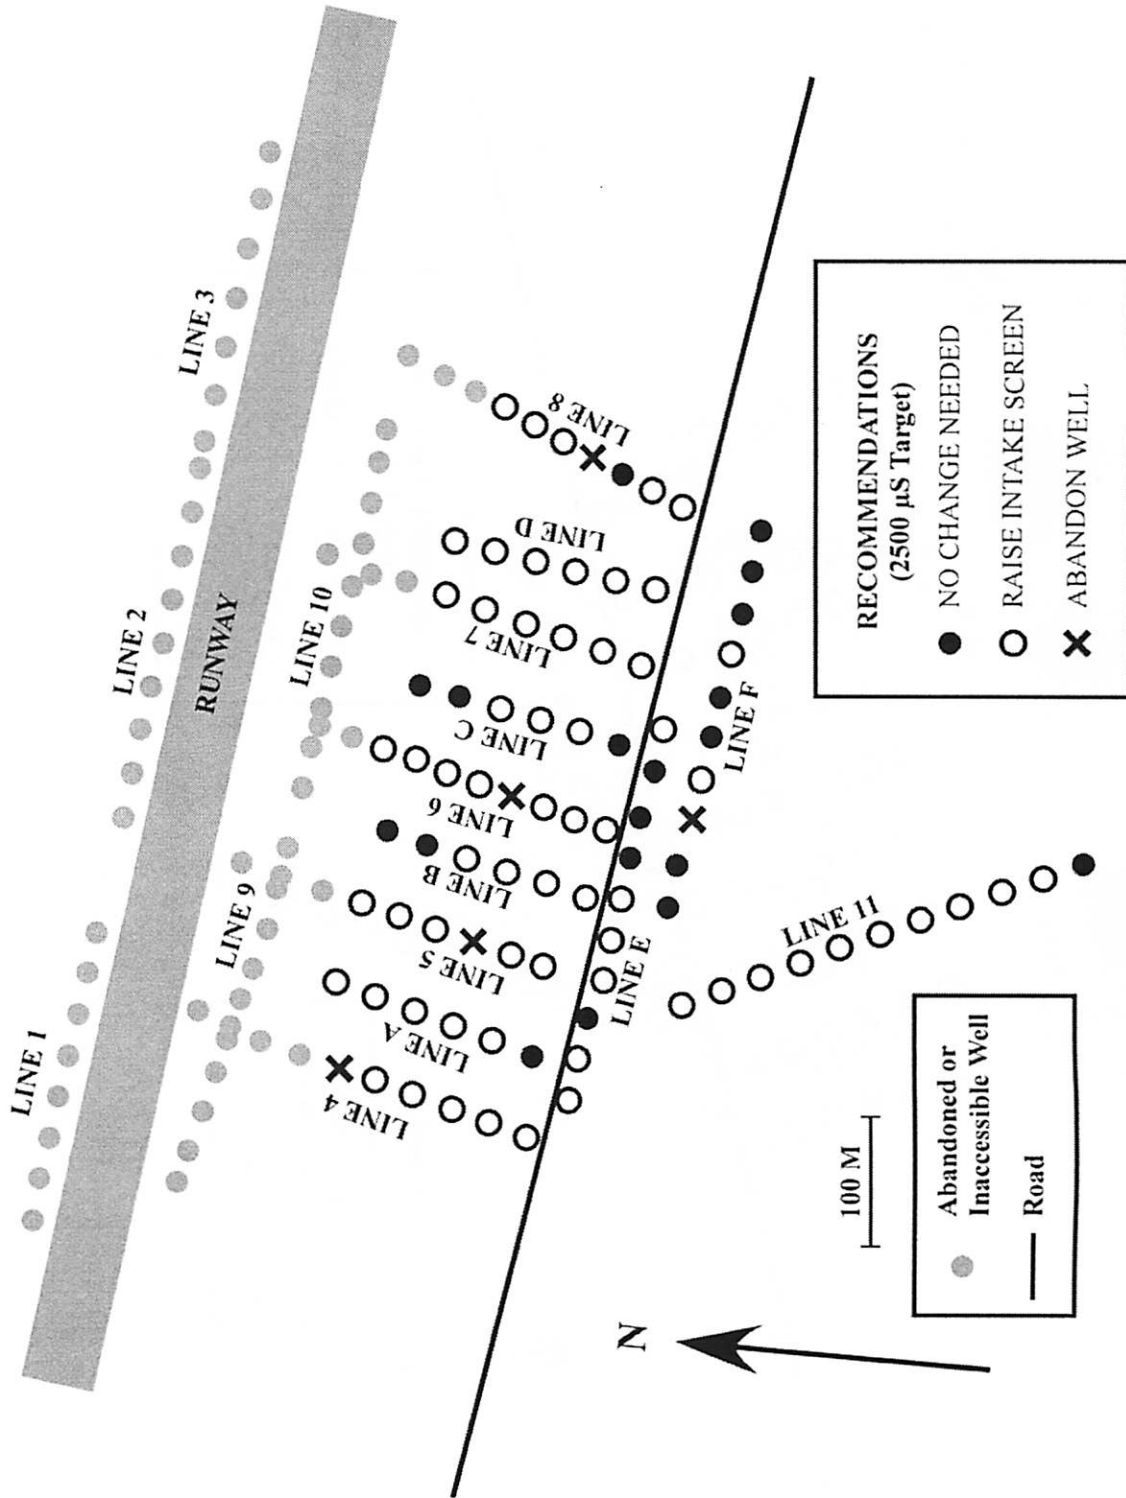 LINE 1
LINE 2
LINE 3
RUNWAY
LINE 9
LINE 10
LINE 4
LINE A
LINE 5
LINE B
LINE 6
LINE C
LINE 7
LINE D
LINE 8
LINE E
LINE F
LINE 11
N
100 M
Abandoned or
Inaccessible Well
Road
RECOMMENDATIONS
(2500 µS Target)
NO CHANGE NEEDED
RAISE INTAKE SCREEN
ABANDON WELL